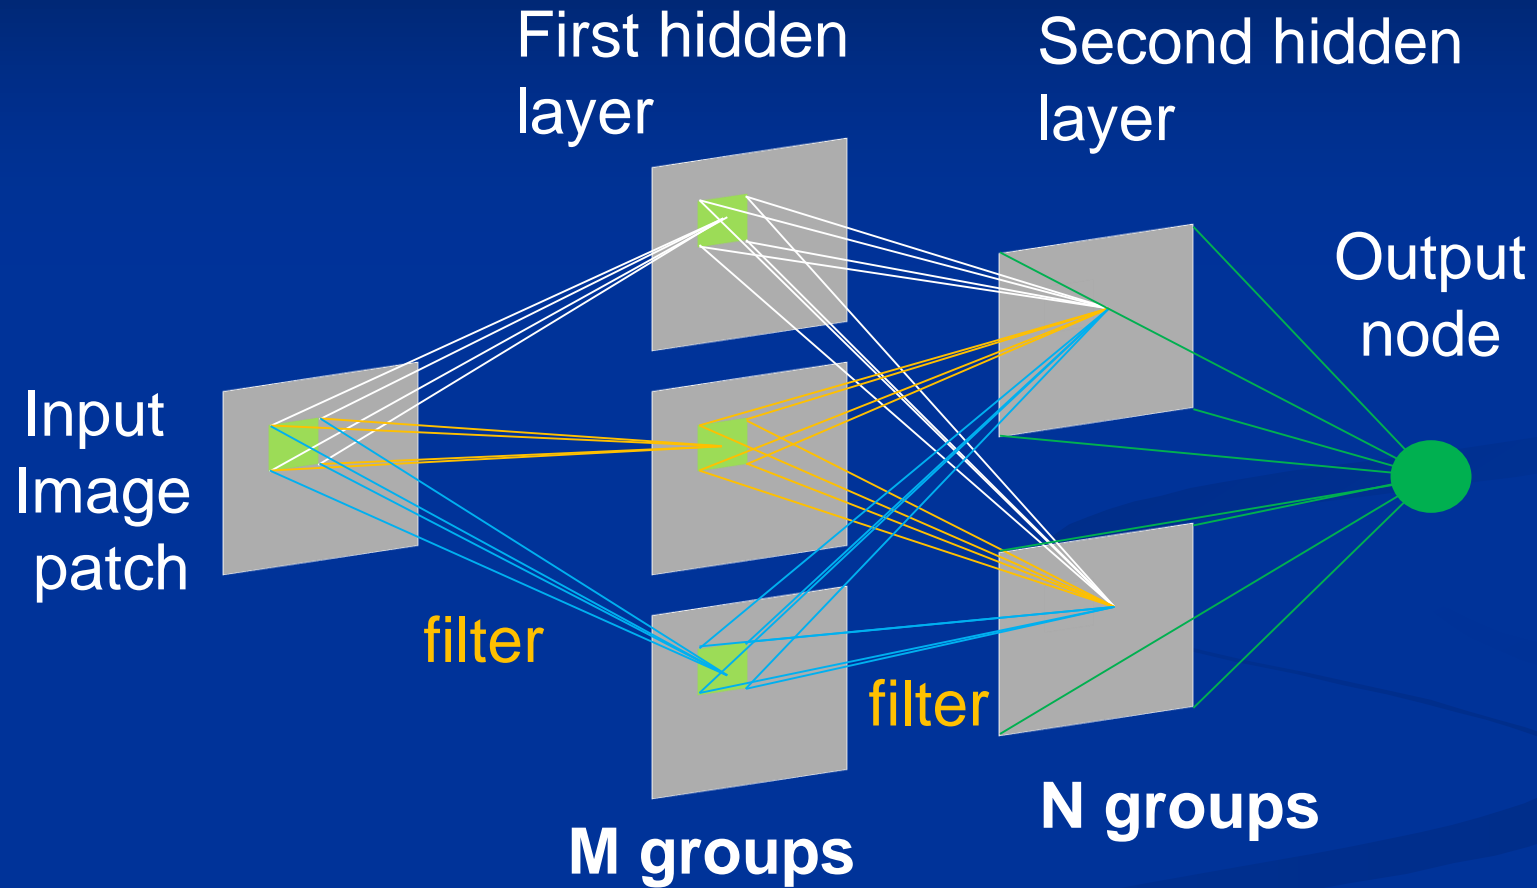 First hidden
layer
Second hidden
layer
Output
node
Input
Image
patch
filter
filter
N groups
M groups